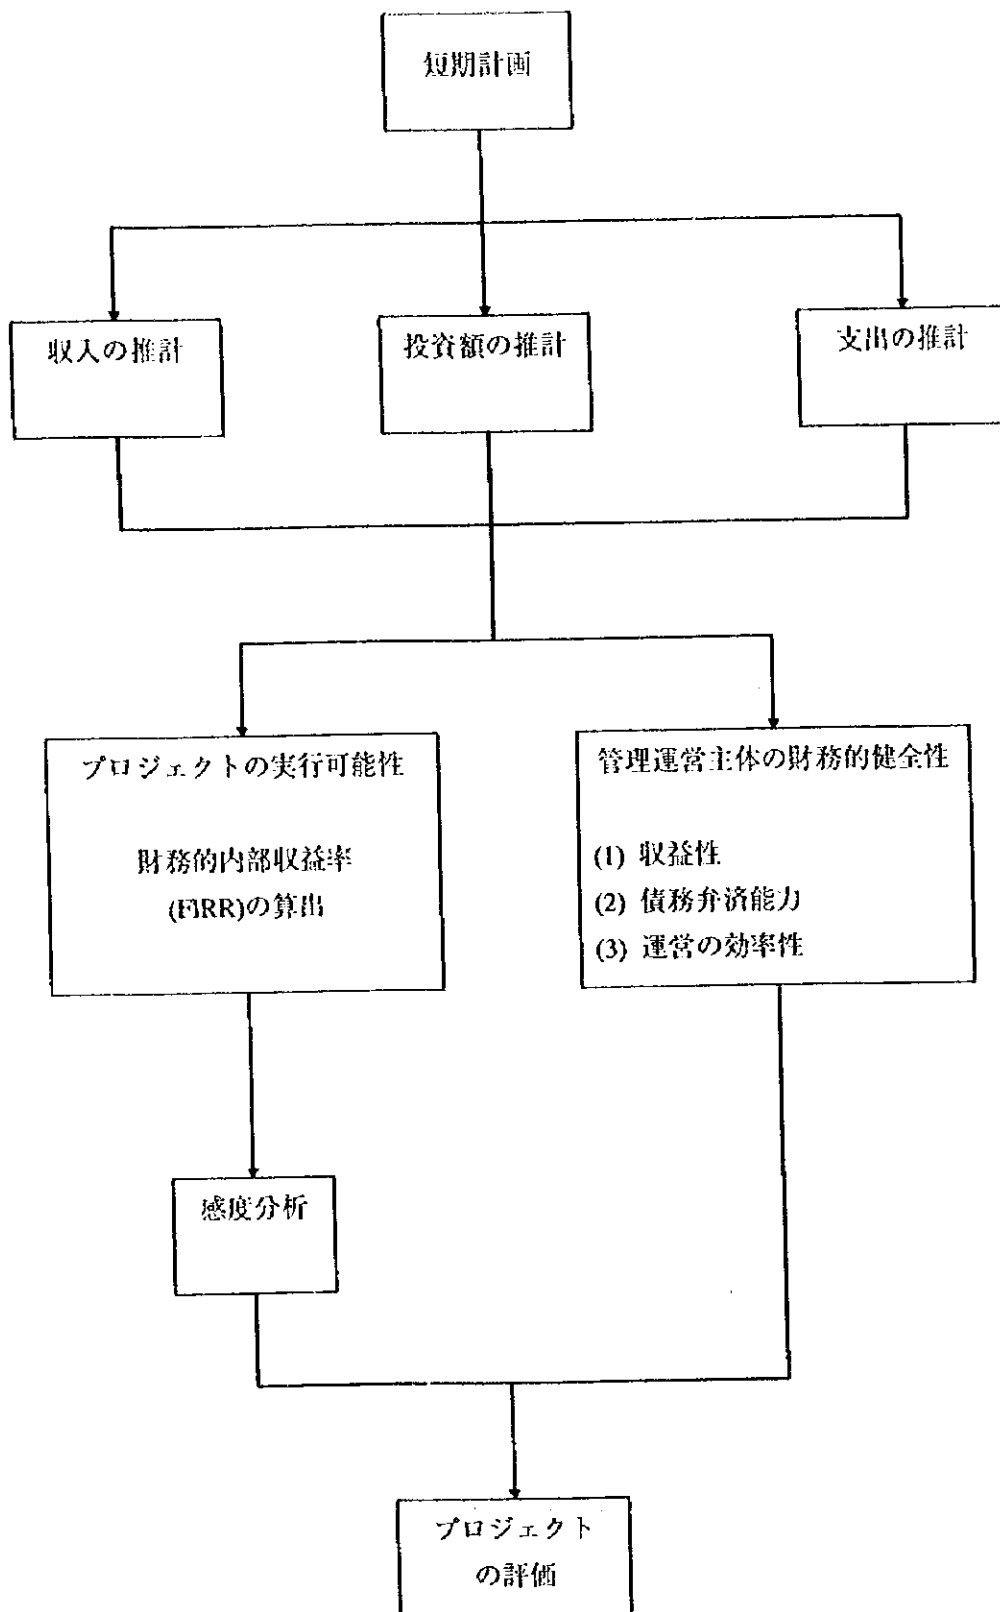 短期計画
収入の推計
投資額の推計
支出の推計
プロジェクトの実行可能性
財務的内部収益率
(FIRR)の算出
管理運営主体の財務的健全性
(1) 収益性
(2) 債務弁済能力
(3) 運営の効率性
感度分析
プロジェクト
の評価